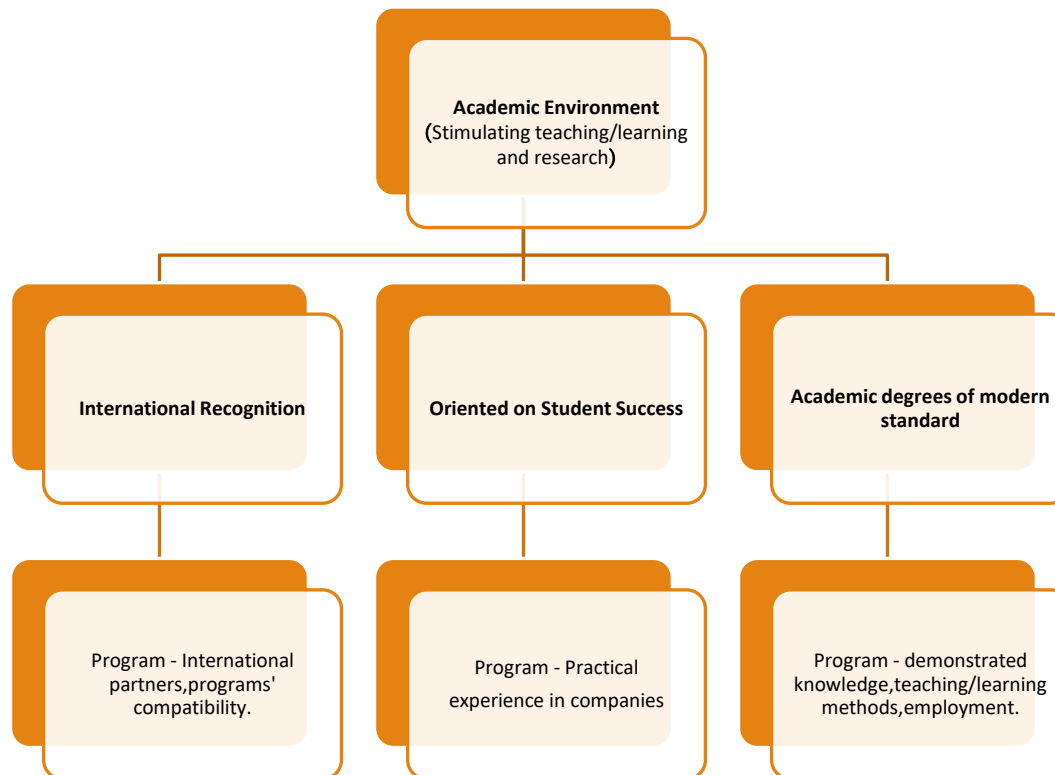 Academic Environment
(Stimulating teaching/learning
and research)
International Recognition
Oriented on Student Success
Academic degrees of modern
standard
Program - International
partners,programs'
compatibility.
Program - Practical
experience in companies
Program - demonstrated
knowledge,teaching/learning
methods,employment.